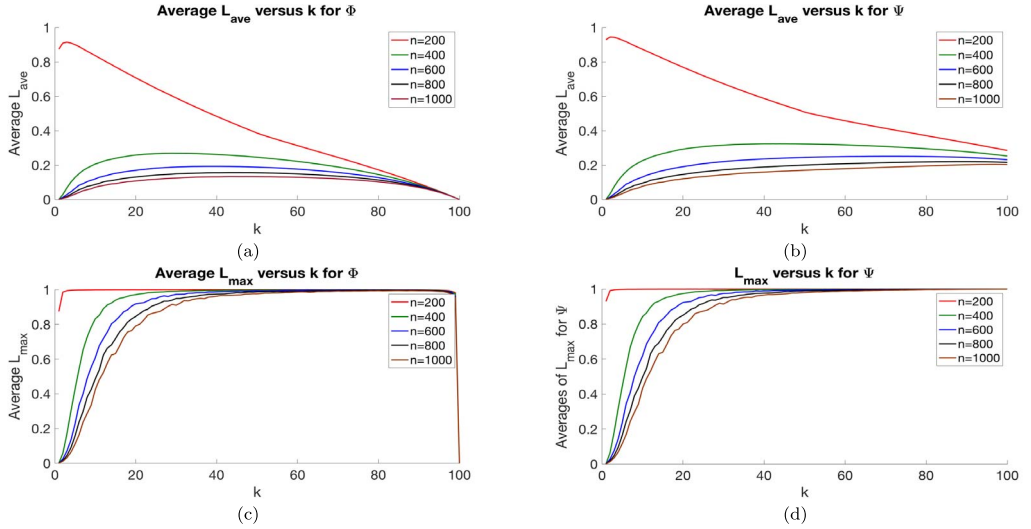 Average L_ave versus k for Φ
Average L_ave
1
0.8
0.6
0.4
0.2
0
0 20 40 60 80 100
k
n=200
n=400
n=600
n=800
n=1000
(a)
Average L_ave versus k for Ψ
Average L_ave
1
0.8
0.6
0.4
0.2
0
0 20 40 60 80 100
k
n=200
n=400
n=600
n=800
n=1000
(b)
Average L_max versus k for Φ
Average L_max
1
0.8
0.6
0.4
0.2
0
0 20 40 60 80 100
k
n=200
n=400
n=600
n=800
n=1000
(c)
L_max versus k for Ψ
Averages of L_max for Ψ
1
0.8
0.6
0.4
0.2
0
0 20 40 60 80 100
k
n=200
n=400
n=600
n=800
n=1000
(d)